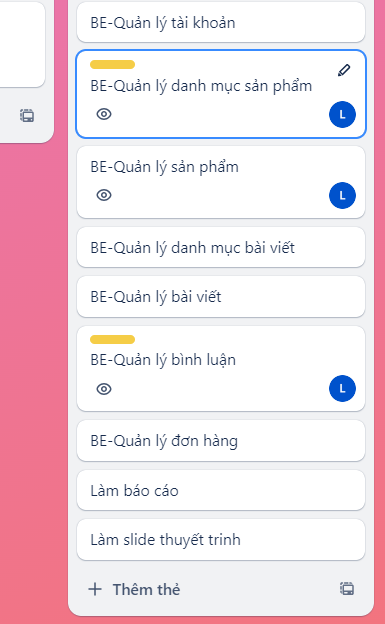 BE-Quản lý tài khoản
BE-Quản lý danh mục sản phẩm
L
BE-Quản lý sản phẩm
L
BE-Quản lý danh mục bài viết
BE-Quản lý bài viết
BE-Quản lý bình luận
L
BE-Quản lý đơn hàng
Làm báo cáo
Làm slide thuyết trinh
Thêm thẻ